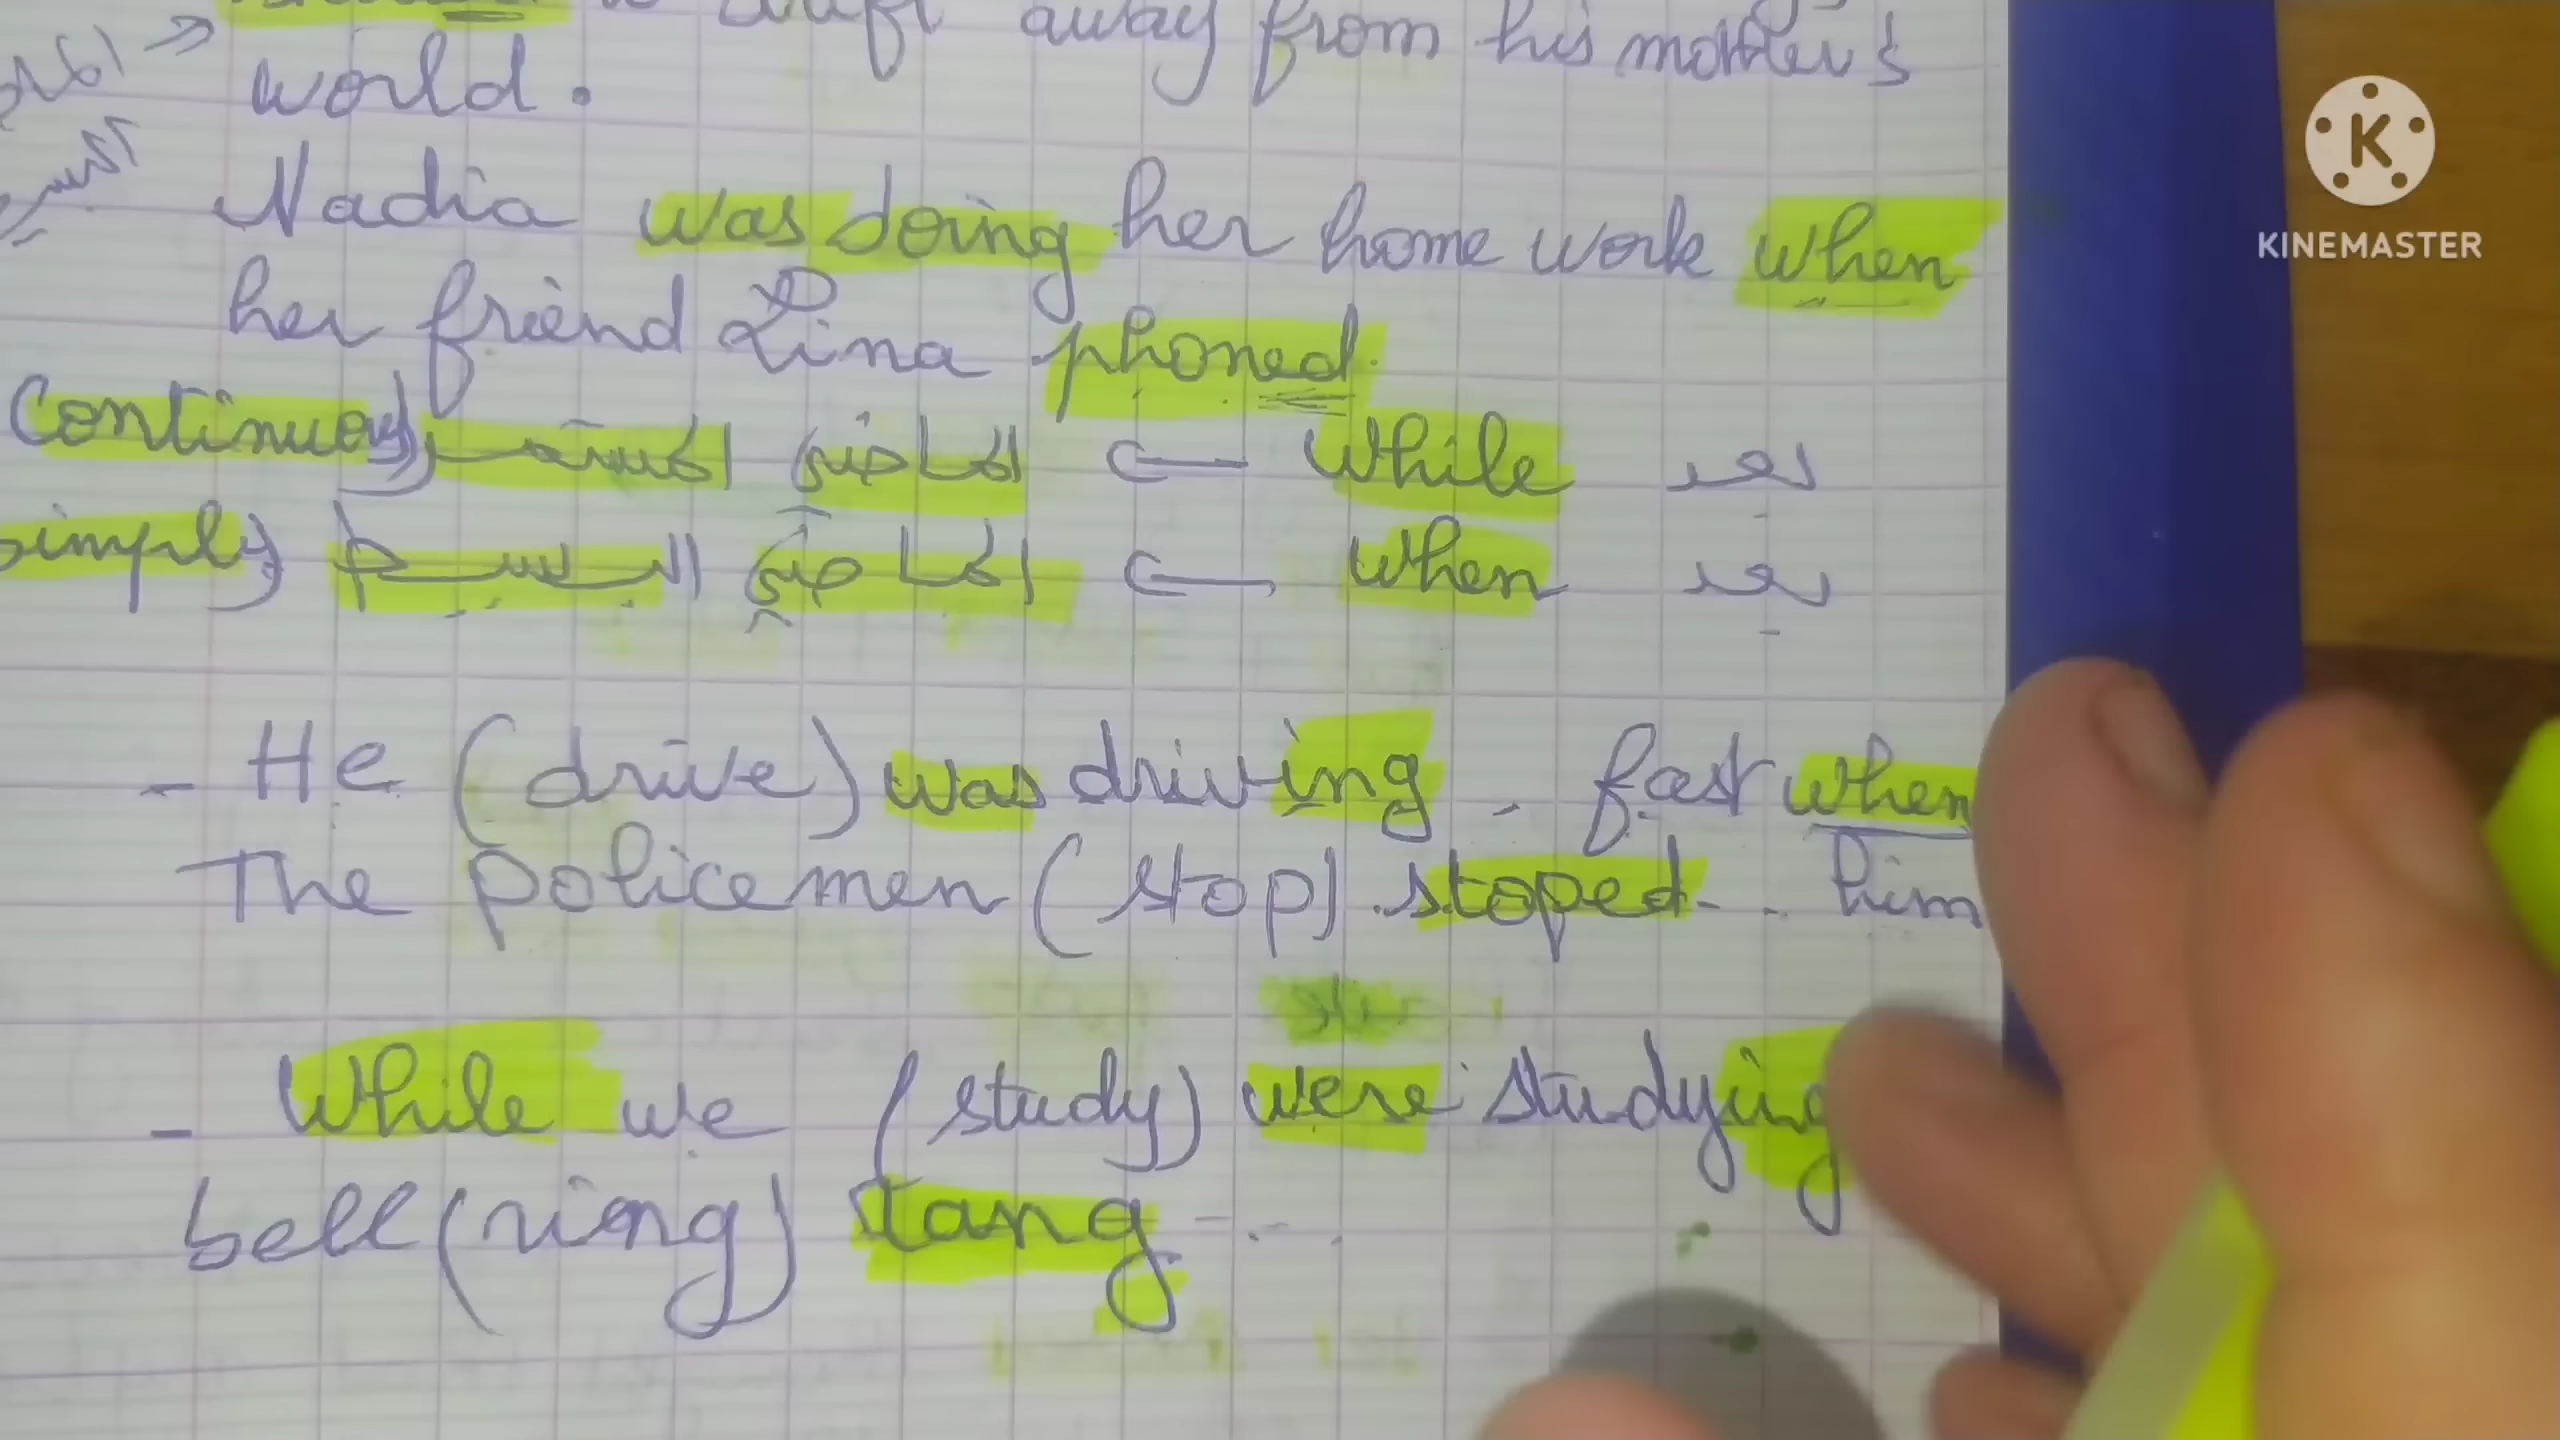 away from his mother's
world.
Nadia was doing her home work when
her friend Lina phoned.
بعد while الماضي المستمر (Continuous)
بعد when الماضي البسيط simply)
- He (drive) was driving . fast when
The policemen (stop) . stoped - . him
- While we (study) were studying
bell (ring) tang - . - .
K
KINEMASTER